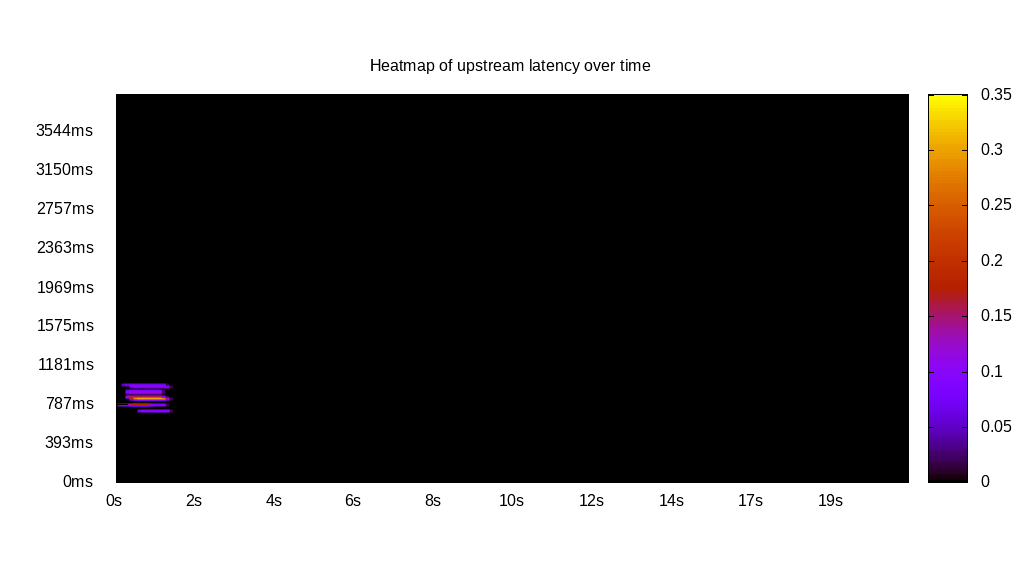 Heatmap of upstream latency over time
3544ms
3150ms
2757ms
2363ms
1969ms
1575ms
1181ms
787ms
393ms
0ms
0s 2s 4s 6s 8s 10s 12s 14s 17s 19s
0.35
0.3
0.25
0.2
0.15
0.1
0.05
0